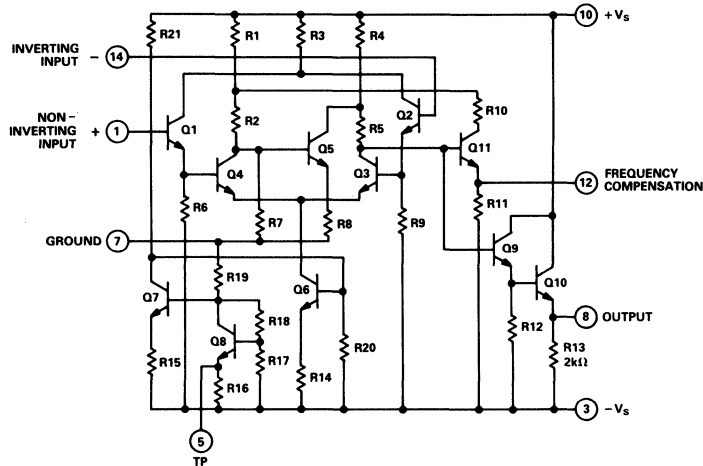 R21
R1
R3
R4
10 +Vs
INVERTING
INPUT
- 14
NON-
INVERTING
INPUT
+ 1
Q1
R2
Q4
Q5
R5
Q3
Q2
R10
Q11
12 FREQUENCY
COMPENSATION
R6
R7
R8
R9
R11
Q9
Q10
GROUND 7
R19
Q7
Q6
R18
Q8
R17
R20
R12
8 OUTPUT
R13
2kΩ
R15
R16
R14
3 -Vs
5
TP